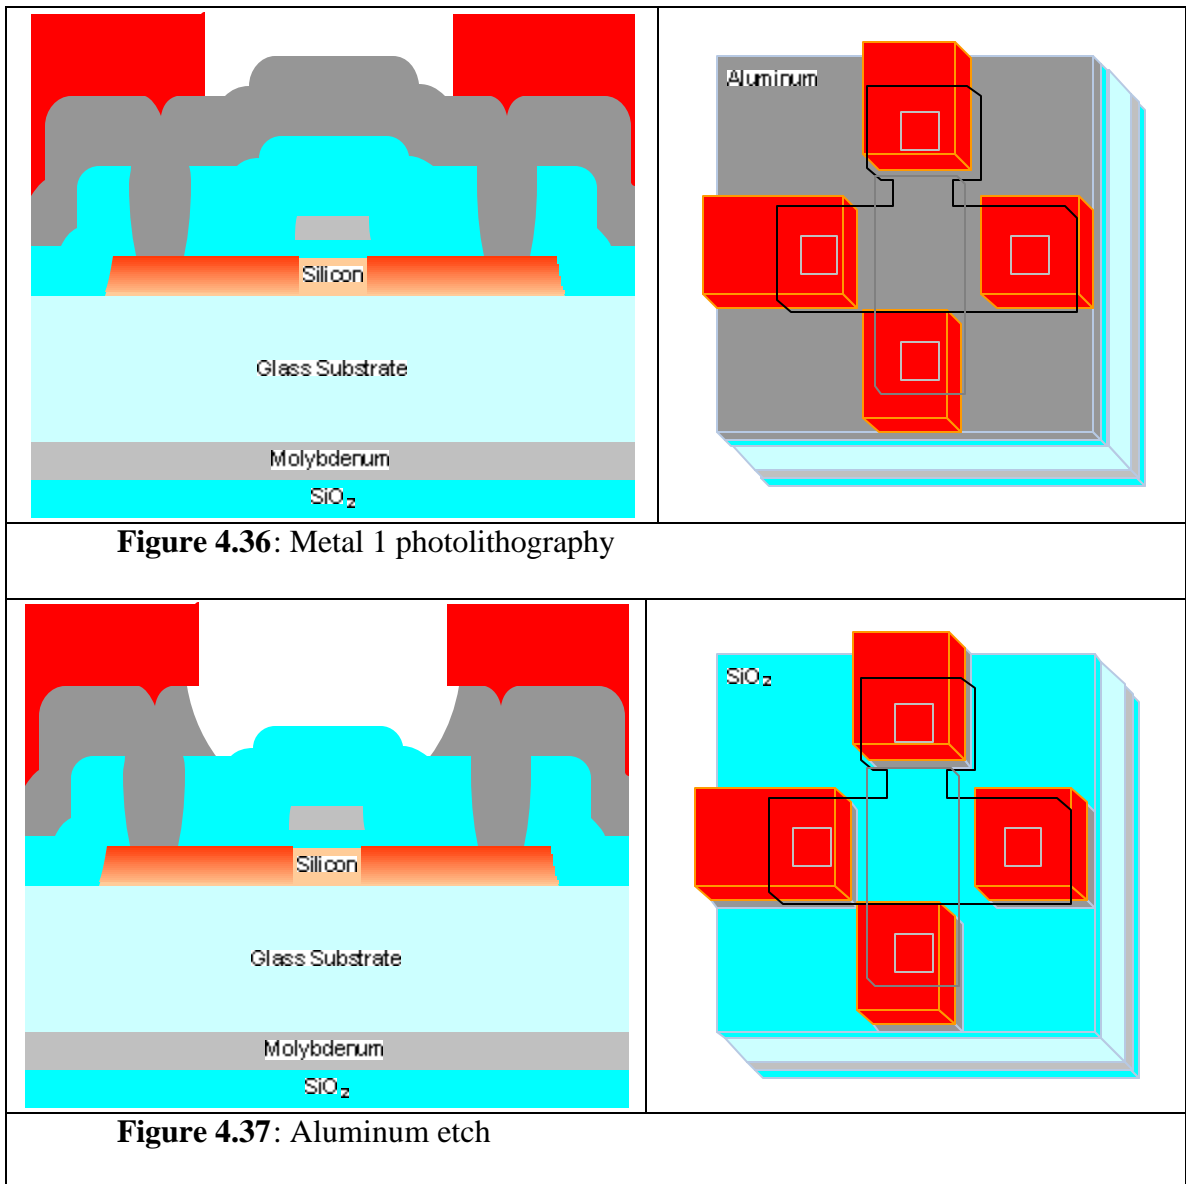 Aluminum
Silicon
Glass Substrate
Molybdenum
SiO₂
Figure 4.36: Metal 1 photolithography
SiO₂
Silicon
Glass Substrate
Molybdenum
SiO₂
Figure 4.37: Aluminum etch